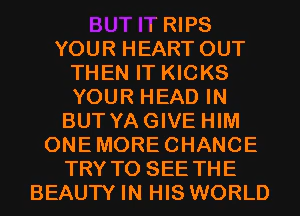 BUT IT RIPS
YOUR HEART OUT
THEN IT KICKS
YOUR HEAD IN
BUT YA GIVE HIM
ONE MORE CHANCE
TRY TO SEE THE
BEAUTY IN HIS WORLD